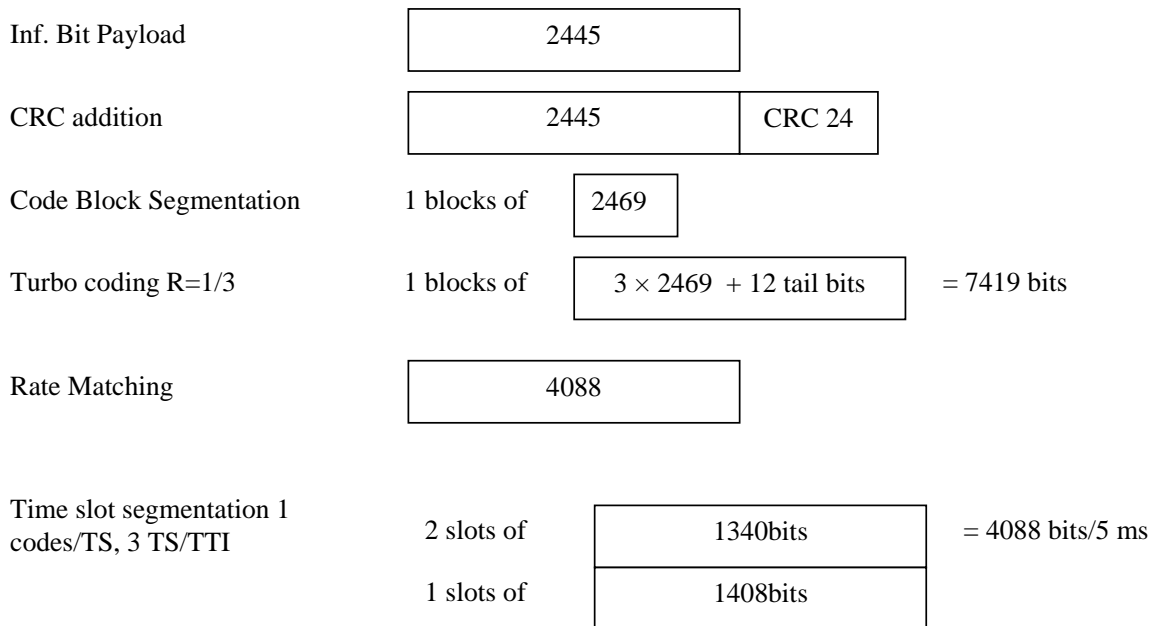 Inf. Bit Payload 2445
CRC addition 2445 CRC 24
Code Block Segmentation 1 blocks of 2469
Turbo coding R=1/3 1 blocks of 3 × 2469 + 12 tail bits = 7419 bits
Rate Matching 4088
Time slot segmentation 1
codes/TS, 3 TS/TTI 2 slots of 1340bits = 4088 bits/5 ms
1 slots of 1408bits